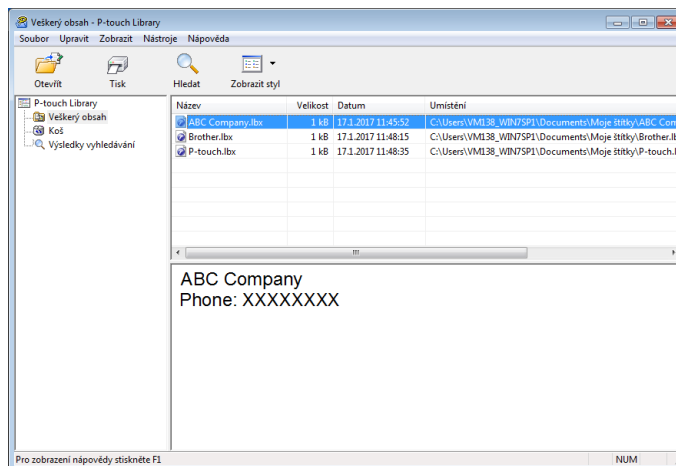 Veškerý obsah - P-touch Library
Soubor Upravit Zobrazit Nástroje Nápověda
Otevřít Tisk Hledat Zobrazit styl
P-touch Library
Veškerý obsah
Koš
Výsledky vyhledávání
Název Velikost Datum Umístění
ABC Company.lbx 1 kB 17.1.2017 11:45:52 C:\Users\VM138_WIN7SP1\Documents\Moje štítky\ABC Com
Brother.lbx 1 kB 17.1.2017 11:48:15 C:\Users\VM138_WIN7SP1\Documents\Moje štítky\Brother.lb
P-touch.lbx 1 kB 17.1.2017 11:48:35 C:\Users\VM138_WIN7SP1\Documents\Moje štítky\P-touch.l
ABC Company
Phone: XXXXXXXX
Pro zobrazení nápovědy stiskněte F1 NUM